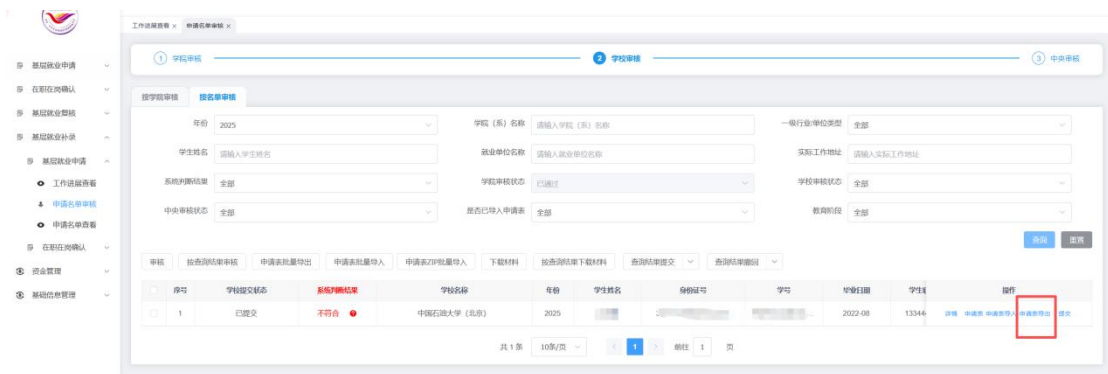 工作进展查看 × 申请名单审核 ×
1 学院审核 2 学校审核 3 中央审核
基层就业申请
在职在岗确认
基层就业复核
基层就业补录
基层就业申请
工作进展查看
申请名单审核
申请名单查看
在职在岗确认
资金管理
基础信息管理
按学院审核 按名单审核
年份 2025 学院（系）名称 请输入学院（系）名称 一级行业/单位类型 全部
学生姓名 请输入学生姓名 就业单位名称 请输入就业单位名称 实际工作地址 请输入实际工作地址
系统判断结果 全部 学院审核状态 已通过 学校审核状态 全部
中央审核状态 全部 是否已导入申请表 全部 教育阶段 全部
查询 重置
审核 按查询结果审核 申请表批量导出 申请表批量导入 申请表ZIP批量导入 下载材料 按查询结果下载材料 查询结果提交 查询结果撤回
序号 学校提交状态 系统判断结果 学校名称 年份 学生姓名 身份证号 学号 毕业日期 操作
1 已提交 不符合 中国石油大学（北京） 2025 2022-08 13344 详情 申请表 申请表导入 申请表导出 提交
共 1 条 10条/页 1 前往 1 页